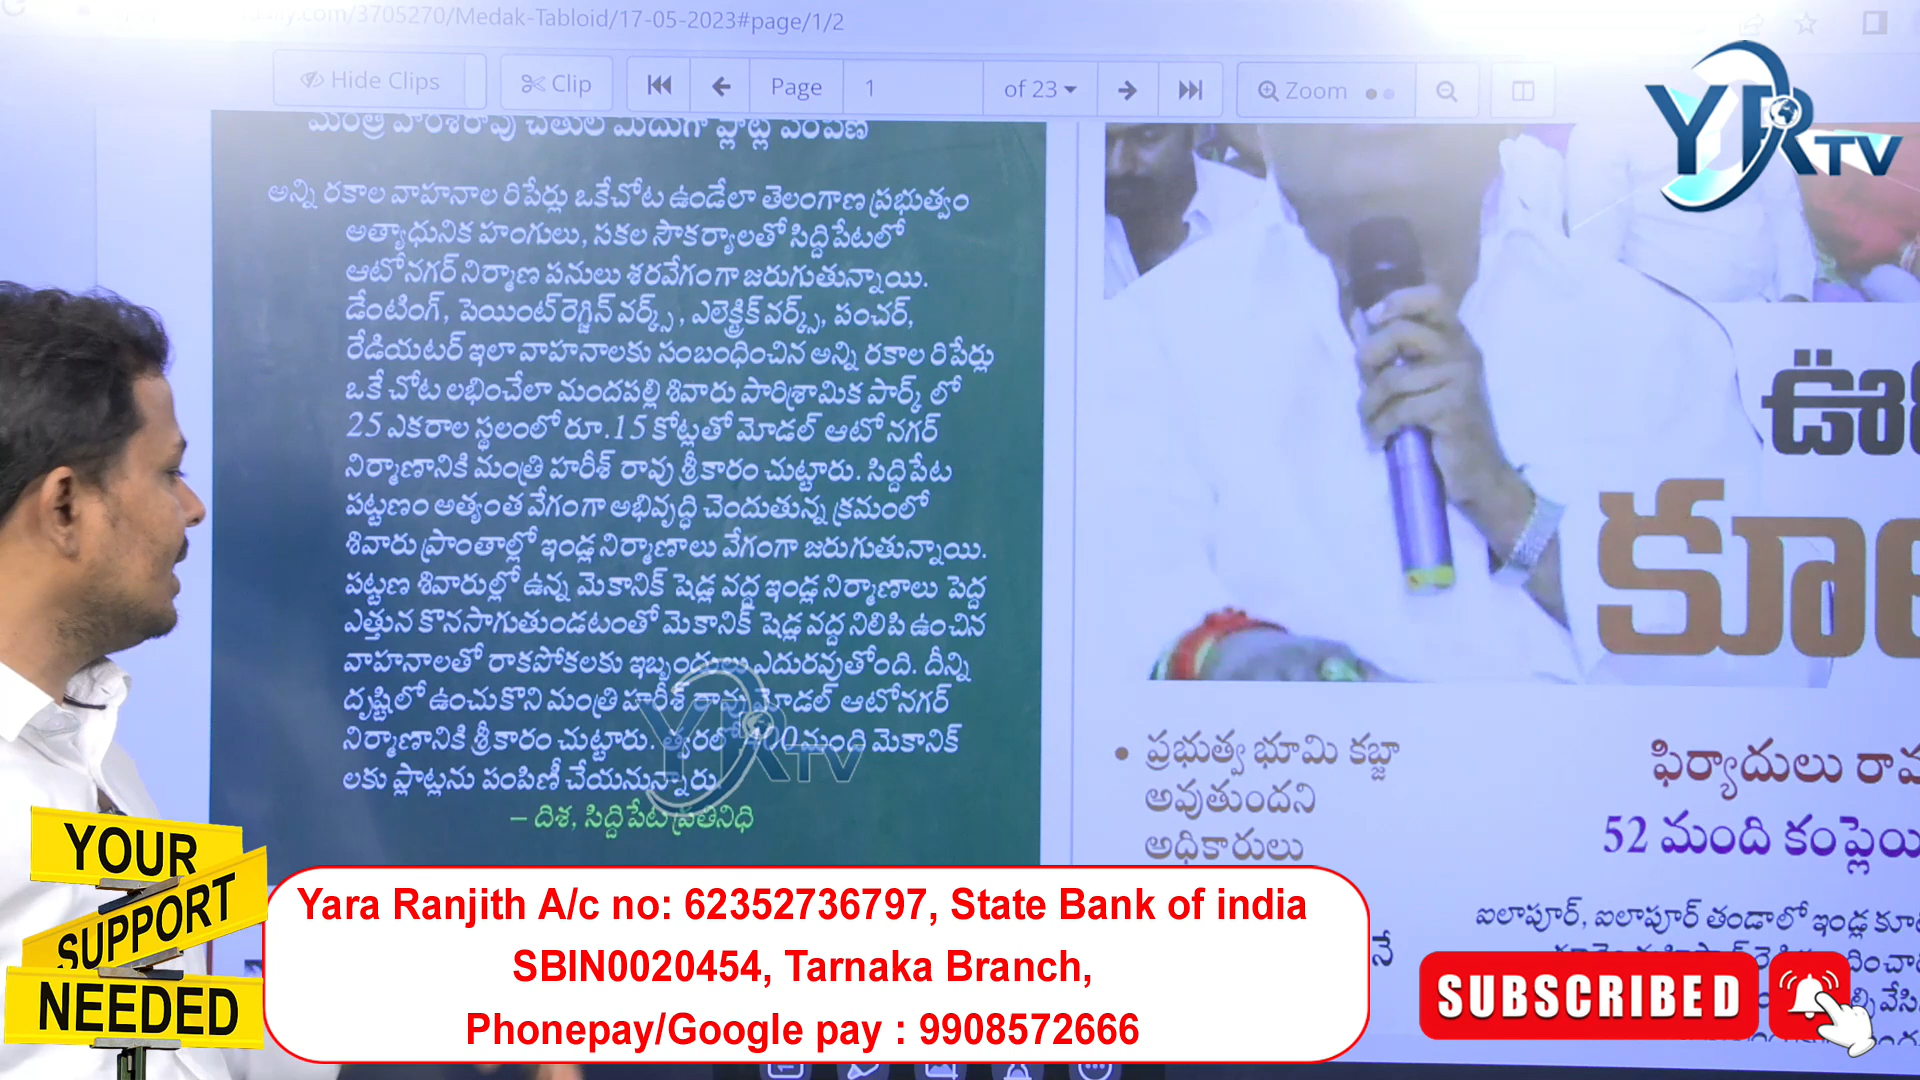 .com/3705270/Medak-Tabloid/17-05-2023#page/1/2
Hide Clips
Clip
Page
1
of 23
Zoom
YRTV
మంత్రి హరీశ్‌రావు చేతుల మీదుగా ప్లాట్ల పంపిణీ
అన్ని రకాల వాహనాల రిపేర్లు ఒకేచోట ఉండేలా తెలంగాణ ప్రభుత్వం
అత్యాధునిక హంగులు, సకల సౌకర్యాలతో సిద్దిపేటలో
ఆటోనగర్ నిర్మాణ పనులు శరవేగంగా జరుగుతున్నాయి.
డేంటింగ్, పెయింట్ రెగ్జిన్ వర్క్స్, ఎలెక్ట్రిక్ వర్క్స్, పంచర్,
రేడియటర్ ఇలా వాహనాలకు సంబంధించిన అన్ని రకాల రిపేర్లు
ఒకే చోట లభించేలా మందపల్లి శివారు పారిశ్రామిక పార్క్ లో
25 ఎకరాల స్థలంలో రూ.15 కోట్లతో మోడల్ ఆటో నగర్
నిర్మాణానికి మంత్రి హరీశ్ రావు శ్రీకారం చుట్టారు. సిద్దిపేట
పట్టణం అత్యంత వేగంగా అభివృద్ధి చెందుతున్న క్రమంలో
శివారు ప్రాంతాల్లో ఇండ్ల నిర్మాణాలు వేగంగా జరుగుతున్నాయి.
పట్టణ శివారుల్లో ఉన్న మెకానిక్ షెడ్ల వద్ద ఇండ్ల నిర్మాణాలు పెద్ద
ఎత్తున కొనసాగుతుండటంతో మెకానిక్ షెడ్ల వద్ద నిలిపి ఉంచిన
వాహనాలతో రాకపోకలకు ఇబ్బందులు ఎదురవుతోంది. దీన్ని
దృష్టిలో ఉంచుకొని మంత్రి హరీశ్ రావు మోడల్ ఆటోనగర్
నిర్మాణానికి శ్రీకారం చుట్టారు. త్వరలో 400 మంది మెకానిక్
లకు ప్లాట్లను పంపిణీ చేయనున్నారు
– దిశ, సిద్దిపేట ప్రతినిధి
YRTV
• ప్రభుత్వ భూమి కబ్జా
అవుతుందని
అధికారులు
ఫిర్యాదులు
52 మంది
ఐలాపూర్, ఐలాపూర్ తండాలో ఇండ్ల
YOUR
SUPPORT
NEEDED
Yara Ranjith A/c no: 62352736797, State Bank of india
SBIN0020454, Tarnaka Branch,
Phonepay/Google pay : 9908572666
SUBSCRIBED